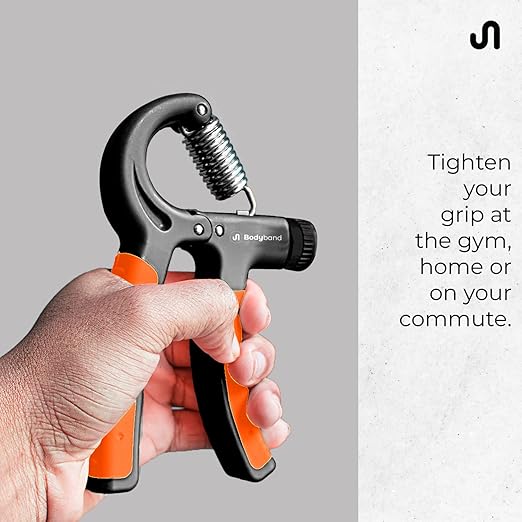 Bodyband
Tighten
your
grip at
the gym,
home or
on your
commute.